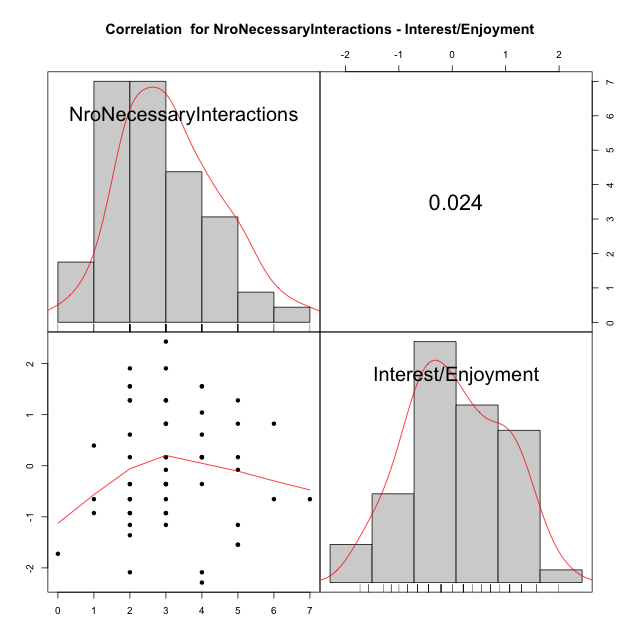 Correlation for NroNecessaryInteractions - Interest/Enjoyment
-2 -1 0 1 2
NroNecessaryInteractions
0.024
0 1 2 3 4 5 6 7
Interest/Enjoyment
-2 -1 0 1 2
0 1 2 3 4 5 6 7